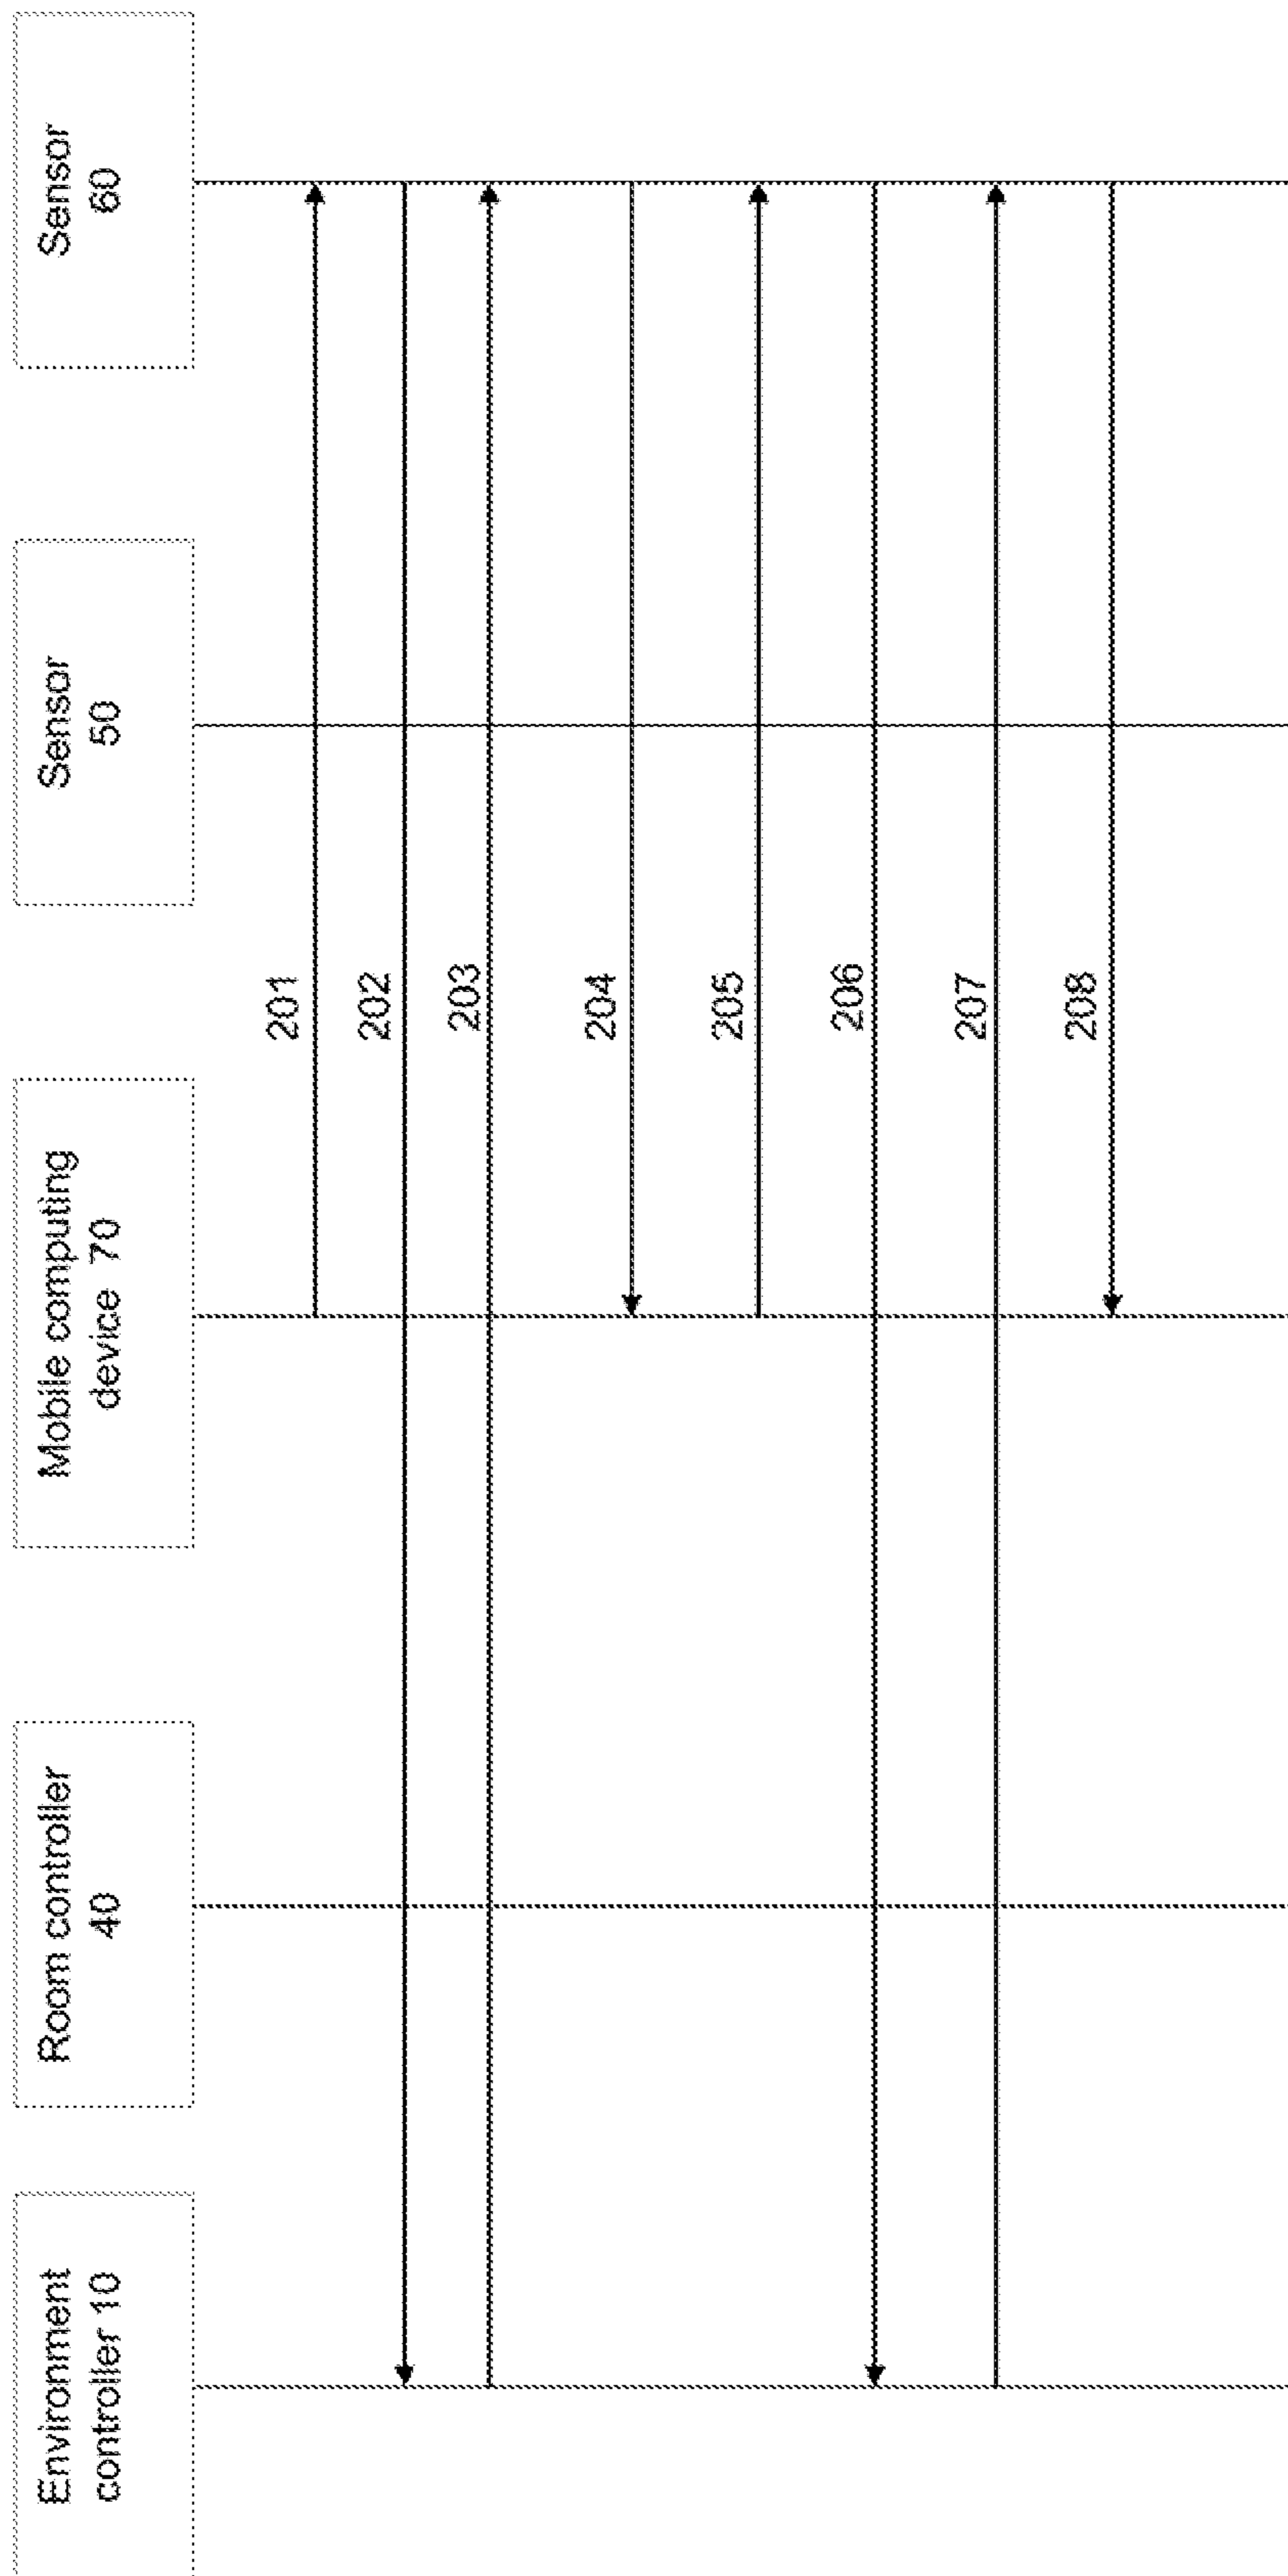 Environment
controller 10
Room controller
40
Mobile computing
device 70
Sensor
50
Sensor
60
201
202
203
204
205
206
207
208